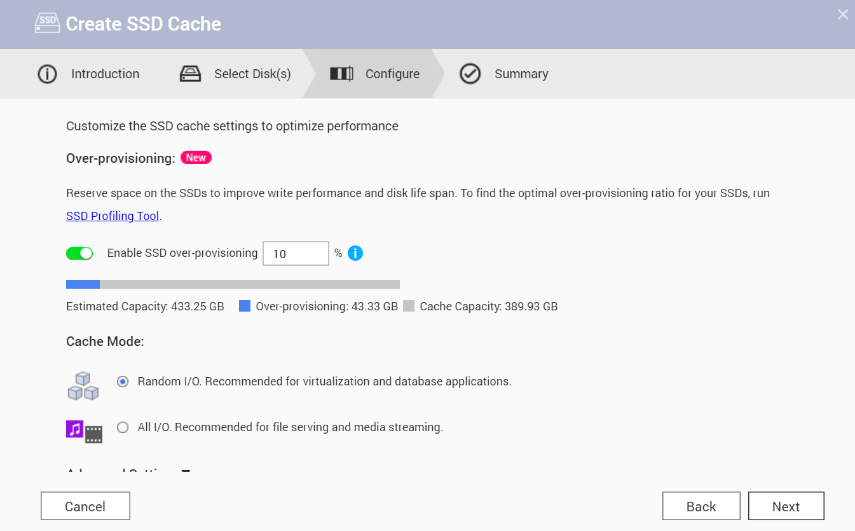 SSD
Create SSD Cache
Introduction
Select Disk(s)
Configure
Summary
Customize the SSD cache settings to optimize performance
Over-provisioning: New
Reserve space on the SSDs to improve write performance and disk life span. To find the optimal over-provisioning ratio for your SSDs, run
SSD Profiling Tool.
Enable SSD over-provisioning 10 %
Estimated Capacity: 433.25 GB Over-provisioning: 43.33 GB Cache Capacity: 389.93 GB
Cache Mode:
Random I/O. Recommended for virtualization and database applications.
All I/O. Recommended for file serving and media streaming.
Cancel
Back
Next